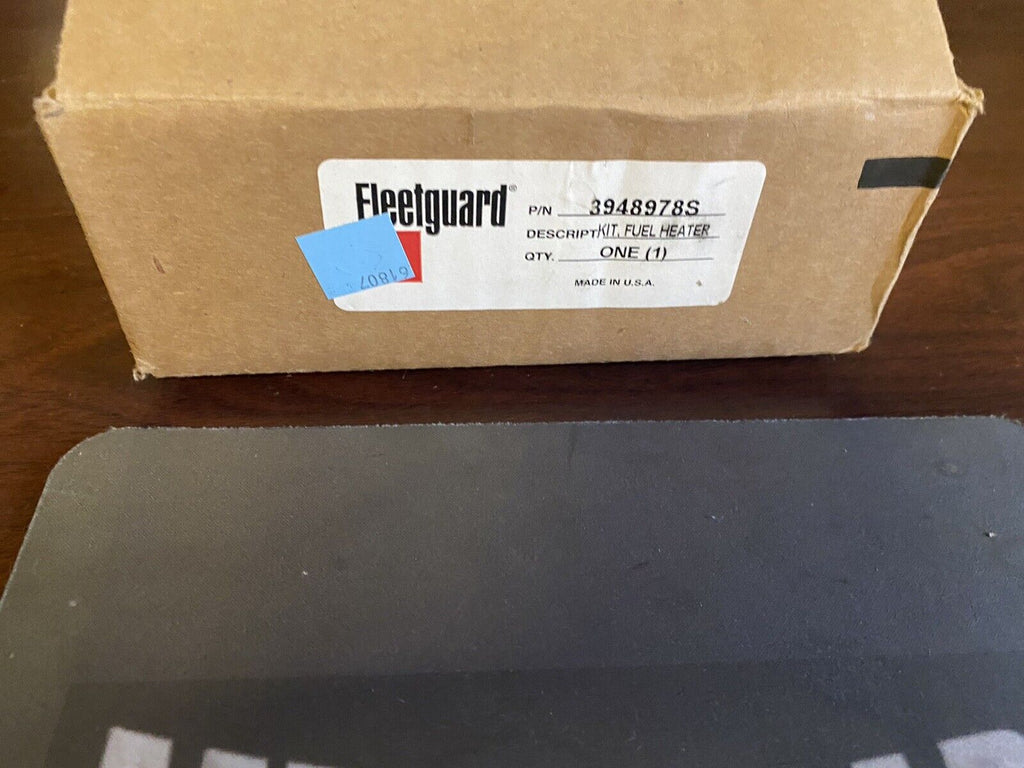 Fleetguard®
P/N 3948978S
DESCRIPT KIT, FUEL HEATER
QTY. ONE (1)
MADE IN U.S.A.
61807